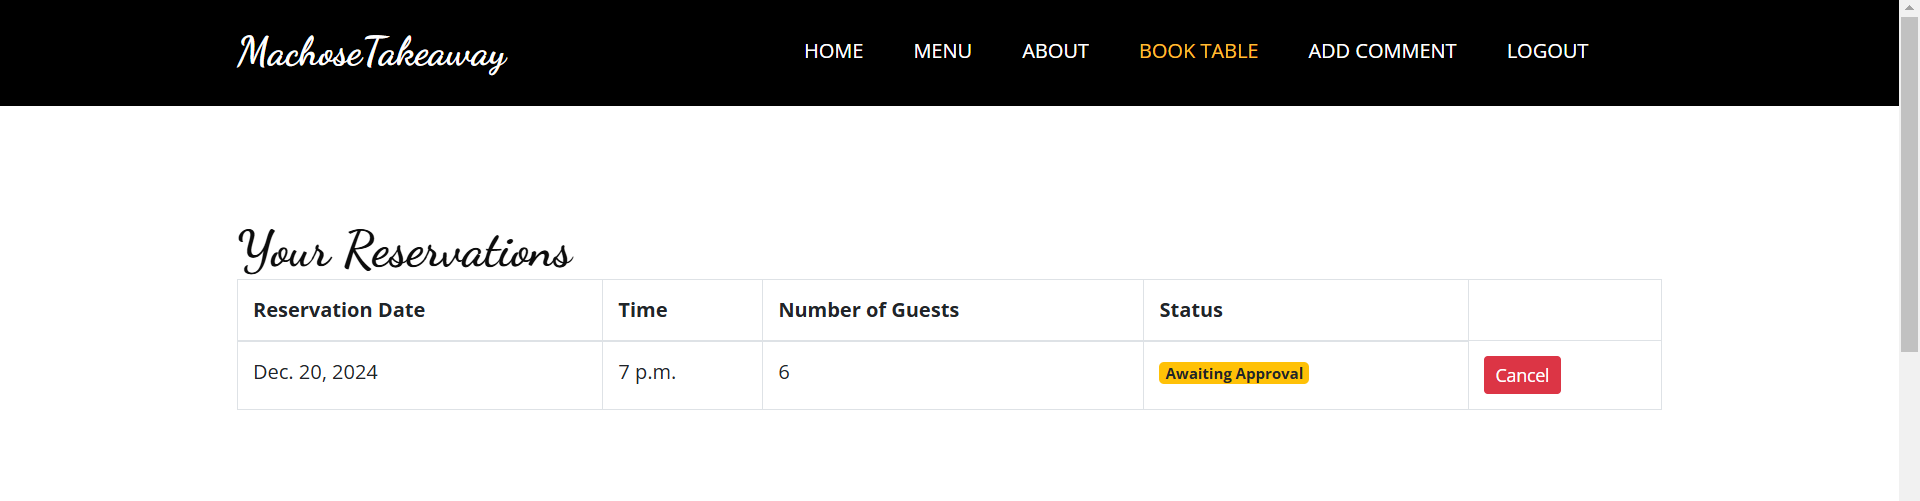 MachoseTakeaway HOME MENU ABOUT BOOK TABLE ADD COMMENT LOGOUT
Your Reservations
Reservation Date Time Number of Guests Status
Dec. 20, 2024 7 p.m. 6 Awaiting Approval Cancel